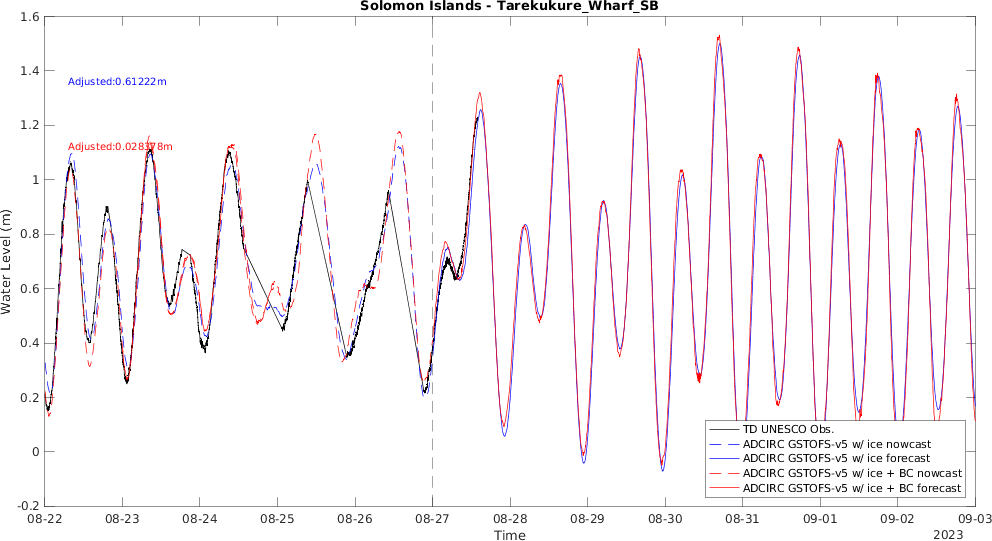 Solomon Islands - Tarekukure_Wharf_SB
1.6
1.4
1.2
1
0.8
0.6
0.4
0.2
0
-0.2
Water Level (m)
Adjusted:0.61222m
Adjusted:0.028378m
TD UNESCO Obs.
ADCIRC GSTOFS-v5 w/ ice nowcast
ADCIRC GSTOFS-v5 w/ ice forecast
ADCIRC GSTOFS-v5 w/ ice + BC nowcast
ADCIRC GSTOFS-v5 w/ ice + BC forecast
08-22 08-23 08-24 08-25 08-26 08-27 08-28 08-29 08-30 08-31 09-01 09-02 09-03
Time
2023